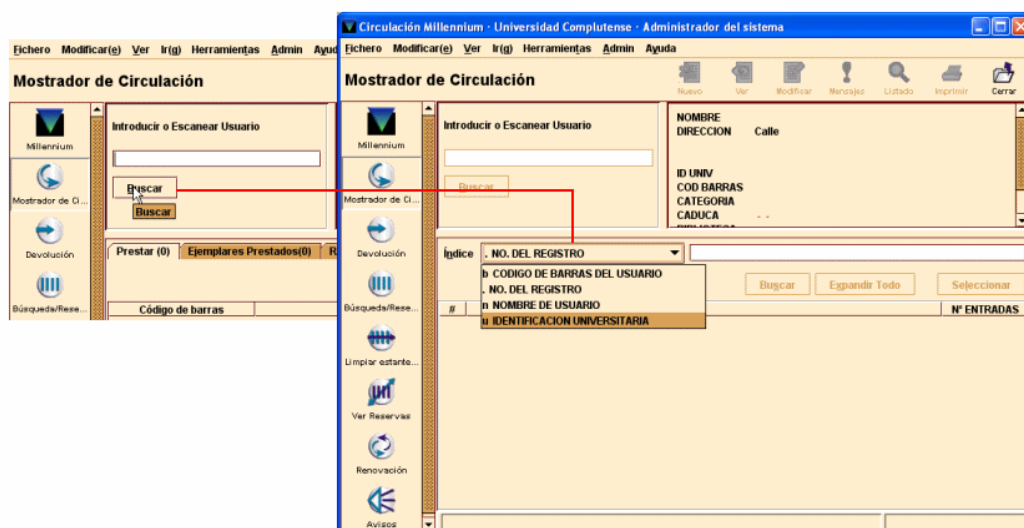 Fichero Modificar(e) Ver Ir(g) Herramientas Admin Ayud
Mostrador de Circulación
Millennium
Mostrador de Ci...
Devolución
Búsqueda/Rese...
Introducir o Escanear Usuario
Buscar
Buscar
Prestar (0) Ejemplares Prestados(0) R
Código de barras
Circulación Millennium · Universidad Complutense · Administrador del sistema
Fichero Modificar(e) Ver Ir(g) Herramientas Admin Ayuda
Mostrador de Circulación
Nuevo Ver Modificar Mensajes Listado Imprimir Cerrar
Millennium
Mostrador de Ci...
Devolución
Búsqueda/Rese...
Limpiar estante...
Ver Reservas
Renovación
Avisos
Introducir o Escanear Usuario
Buscar
NOMBRE
DIRECCION Calle
ID UNIV
COD BARRAS
CATEGORIA
CADUCA - -
Índice . NO. DEL REGISTRO
b CODIGO DE BARRAS DEL USUARIO
. NO. DEL REGISTRO
n NOMBRE DE USUARIO
u IDENTIFICACION UNIVERSITARIA
Buscar Expandir Todo Seleccionar
# Nº ENTRADAS